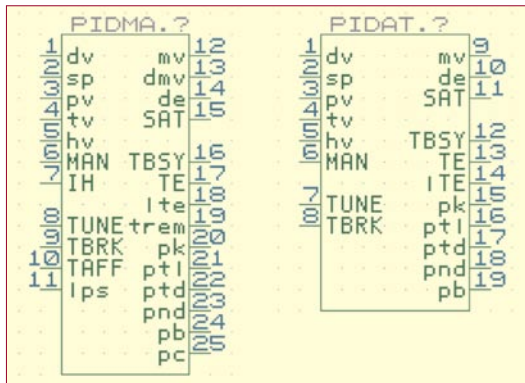 PIDMA.?
1 dv mv 12
2 sp dmv 13
3 pv de 14
4 tv SAT 15
5 hv
6 MAN TBSY 16
7 IH TE 17
lte 18
8 TUNE trem 19
9 TBRK pk 20
10 TAFF ptl 21
11 lps ptd 22
pnd 23
pb 24
pc 25
PIDAT.?
1 dv mv 9
2 sp de 10
3 pv SAT 11
4 tv
5 hv TBSY 12
6 MAN TE 13
ITE 14
7 TUNE pk 15
8 TBRK ptl 16
ptd 17
pnd 18
pb 19